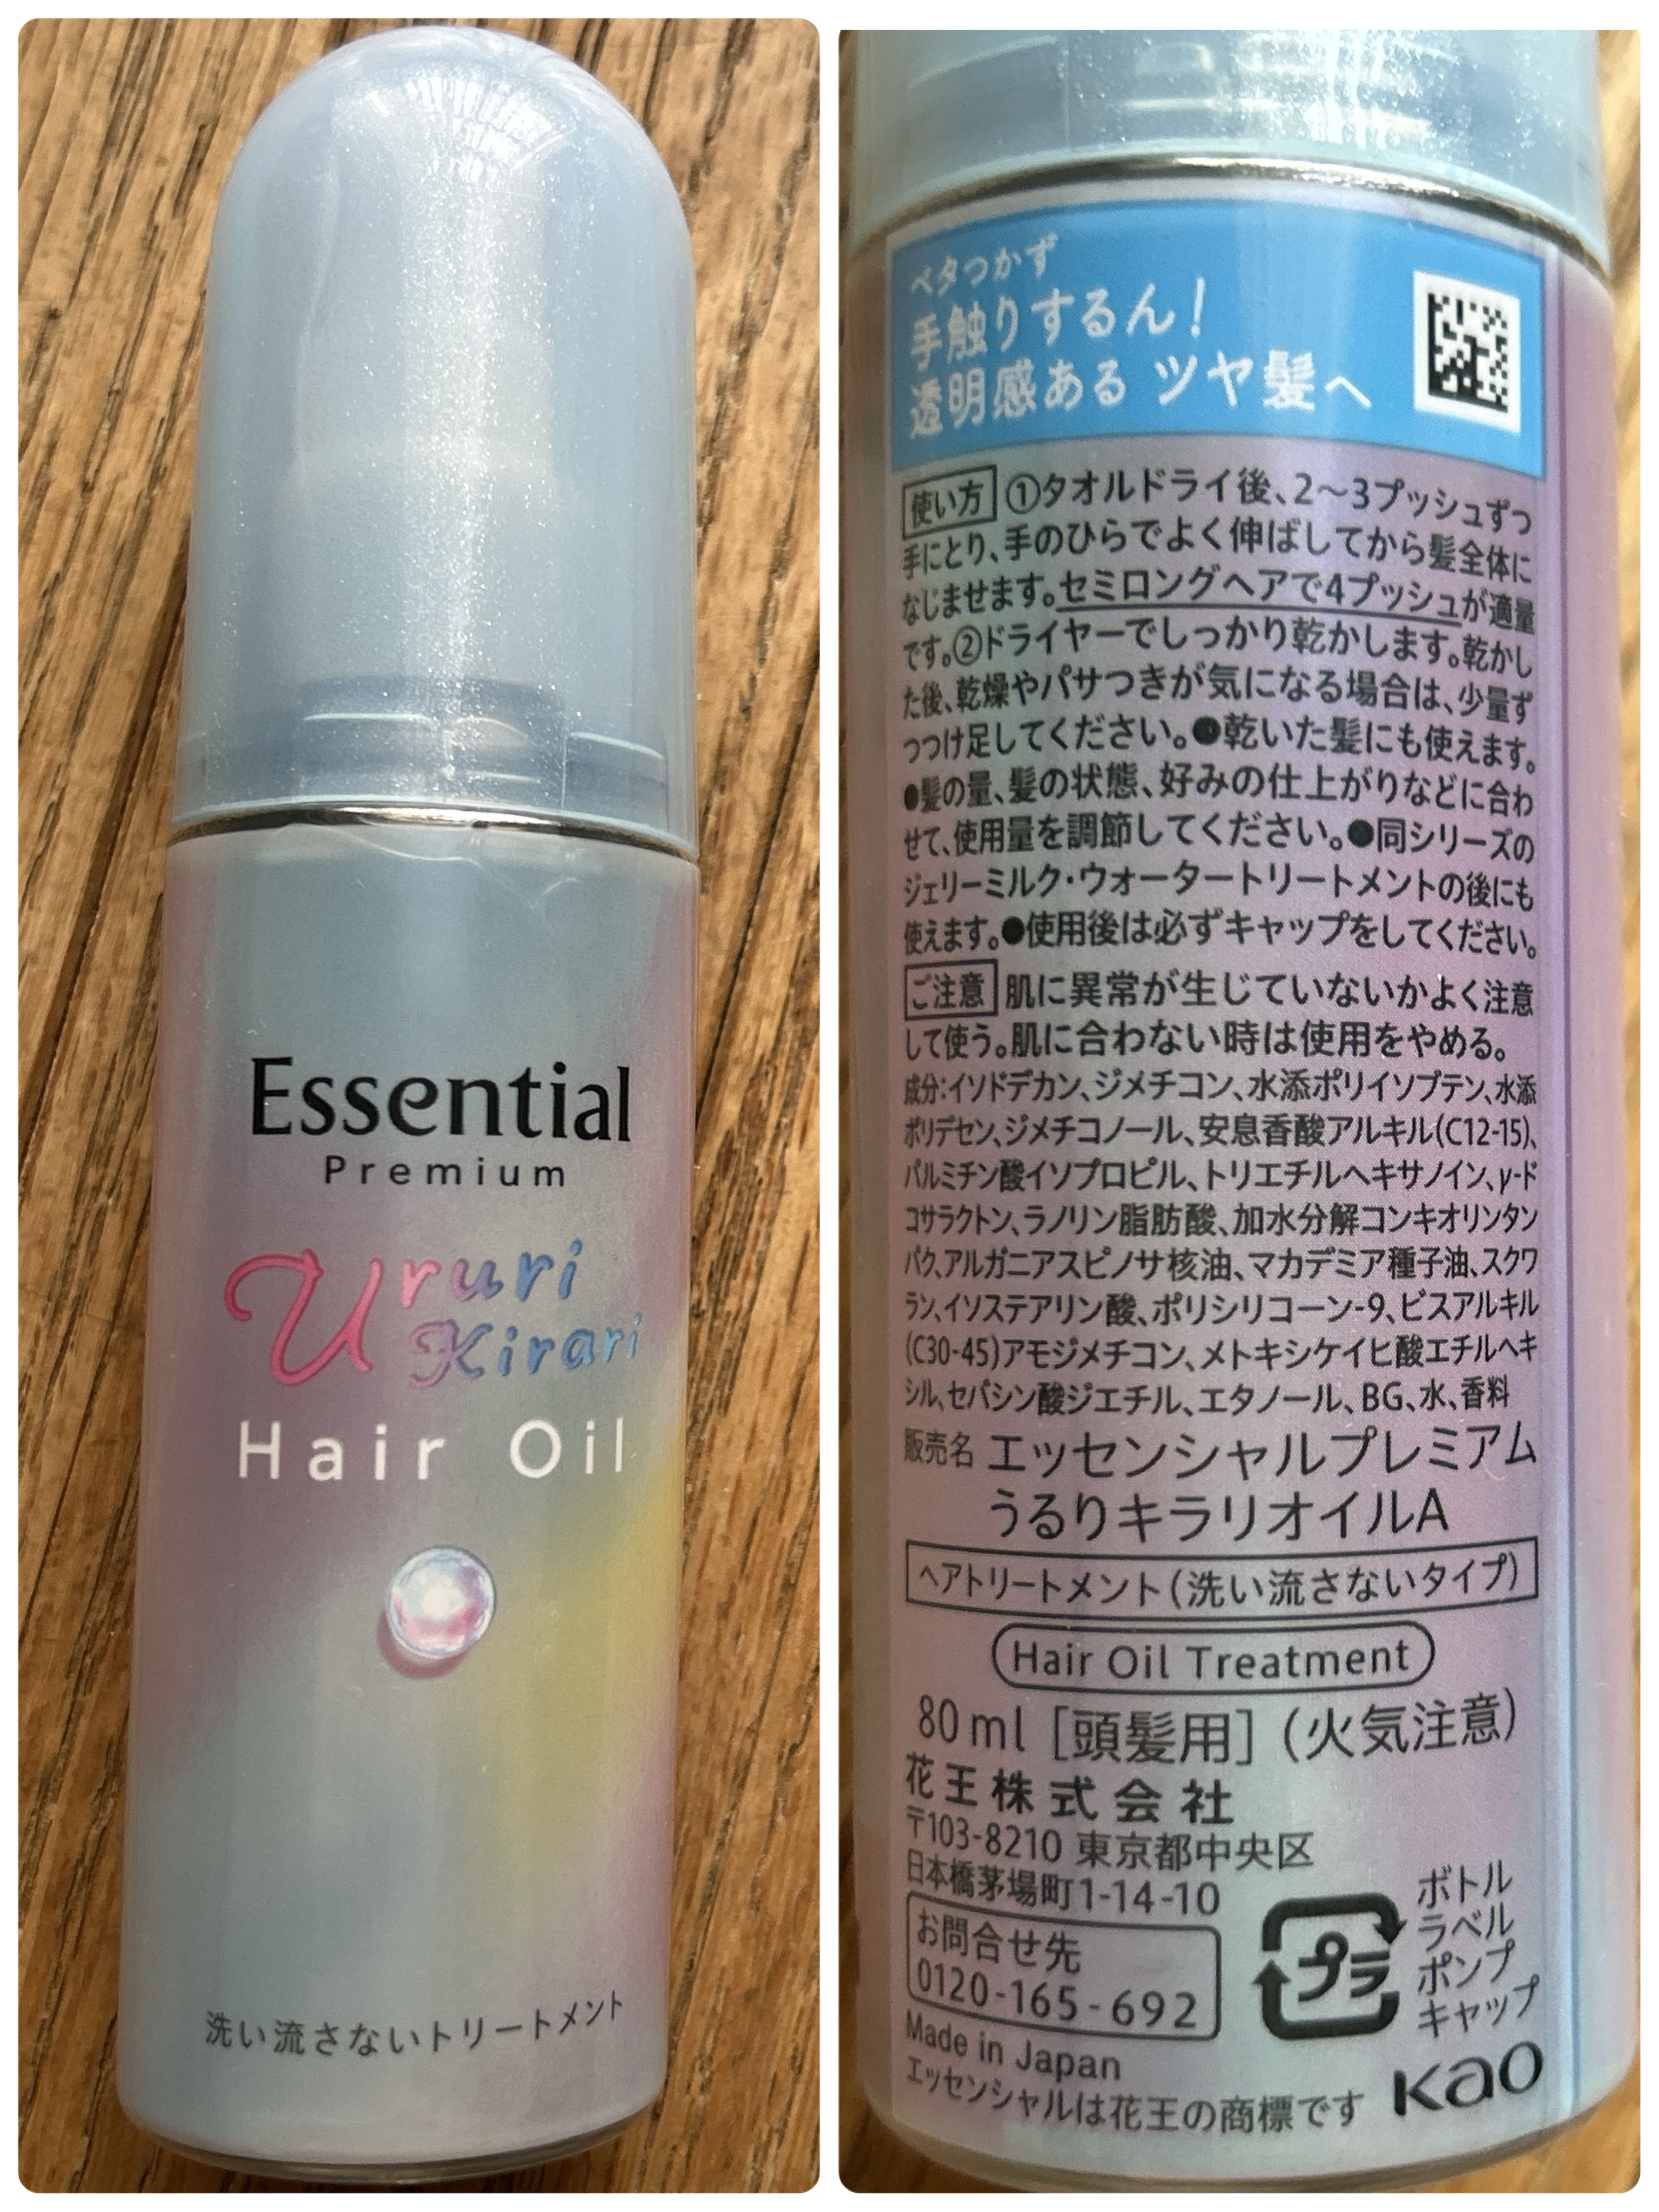 Essential
Premium
Ururi
Kirari
Hair Oil
洗い流さないトリートメント
ベタつかず
手触りするん!
透明感ある ツヤ髪へ
使い方 ①タオルドライ後、2〜3プッシュずつ
手にとり、手のひらでよく伸ばしてから髪全体に
なじませます。セミロングヘアで4プッシュが適量
です。②ドライヤーでしっかり乾かします。乾かし
た後、乾燥やパサつきが気になる場合は、少量ず
つつけ足してください。●乾いた髪にも使えます。
●髪の量、髪の状態、好みの仕上がりなどに合わ
せて、使用量を調節してください。●同シリーズの
ジェリーミルク・ウォータートリートメントの後にも
使えます。●使用後は必ずキャップをしてください。
ご注意 肌に異常が生じていないかよく注意
して使う。肌に合わない時は使用をやめる。
成分:イソドデカン、ジメチコン、水添ポリイソブテン、水添
ポリデセン、ジメチコノール、安息香酸アルキル(C12-15)、
パルミチン酸イソプロピル、トリエチルヘキサノイン、γ-ド
コサラクトン、ラノリン脂肪酸、加水分解コンキオリンタン
パク、アルガニアスピノサ核油、マカデミア種子油、スクワ
ラン、イソステアリン酸、ポリシリコーン-9、ビスアルキル
(C30-45)アモジメチコン、メトキシケイヒ酸エチルヘキ
シル、セバシン酸ジエチル、エタノール、BG、水、香料
販売名 エッセンシャルプレミアム
うるりキラリオイルA
ヘアトリートメント(洗い流さないタイプ)
Hair Oil Treatment
80ml [頭髪用] (火気注意)
花王株式会社
〒103-8210 東京都中央区
日本橋茅場町1-14-10
お問合せ先
0120-165-692
プラ
ボトル
ラベル
ポンプ
キャップ
Made in Japan
エッセンシャルは花王の商標です
Kao